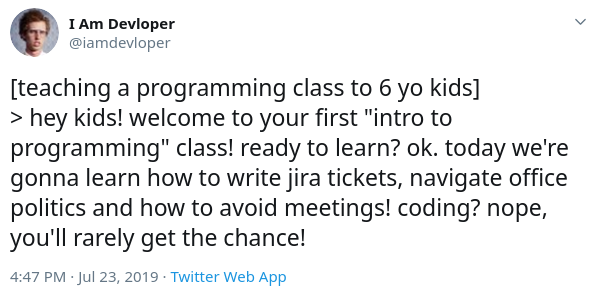 I Am Devloper
@iamdevloper
[teaching a programming class to 6 yo kids]
> hey kids! welcome to your first "intro to
programming" class! ready to learn? ok. today we're
gonna learn how to write jira tickets, navigate office
politics and how to avoid meetings! coding? nope,
you'll rarely get the chance!
4:47 PM · Jul 23, 2019 · Twitter Web App